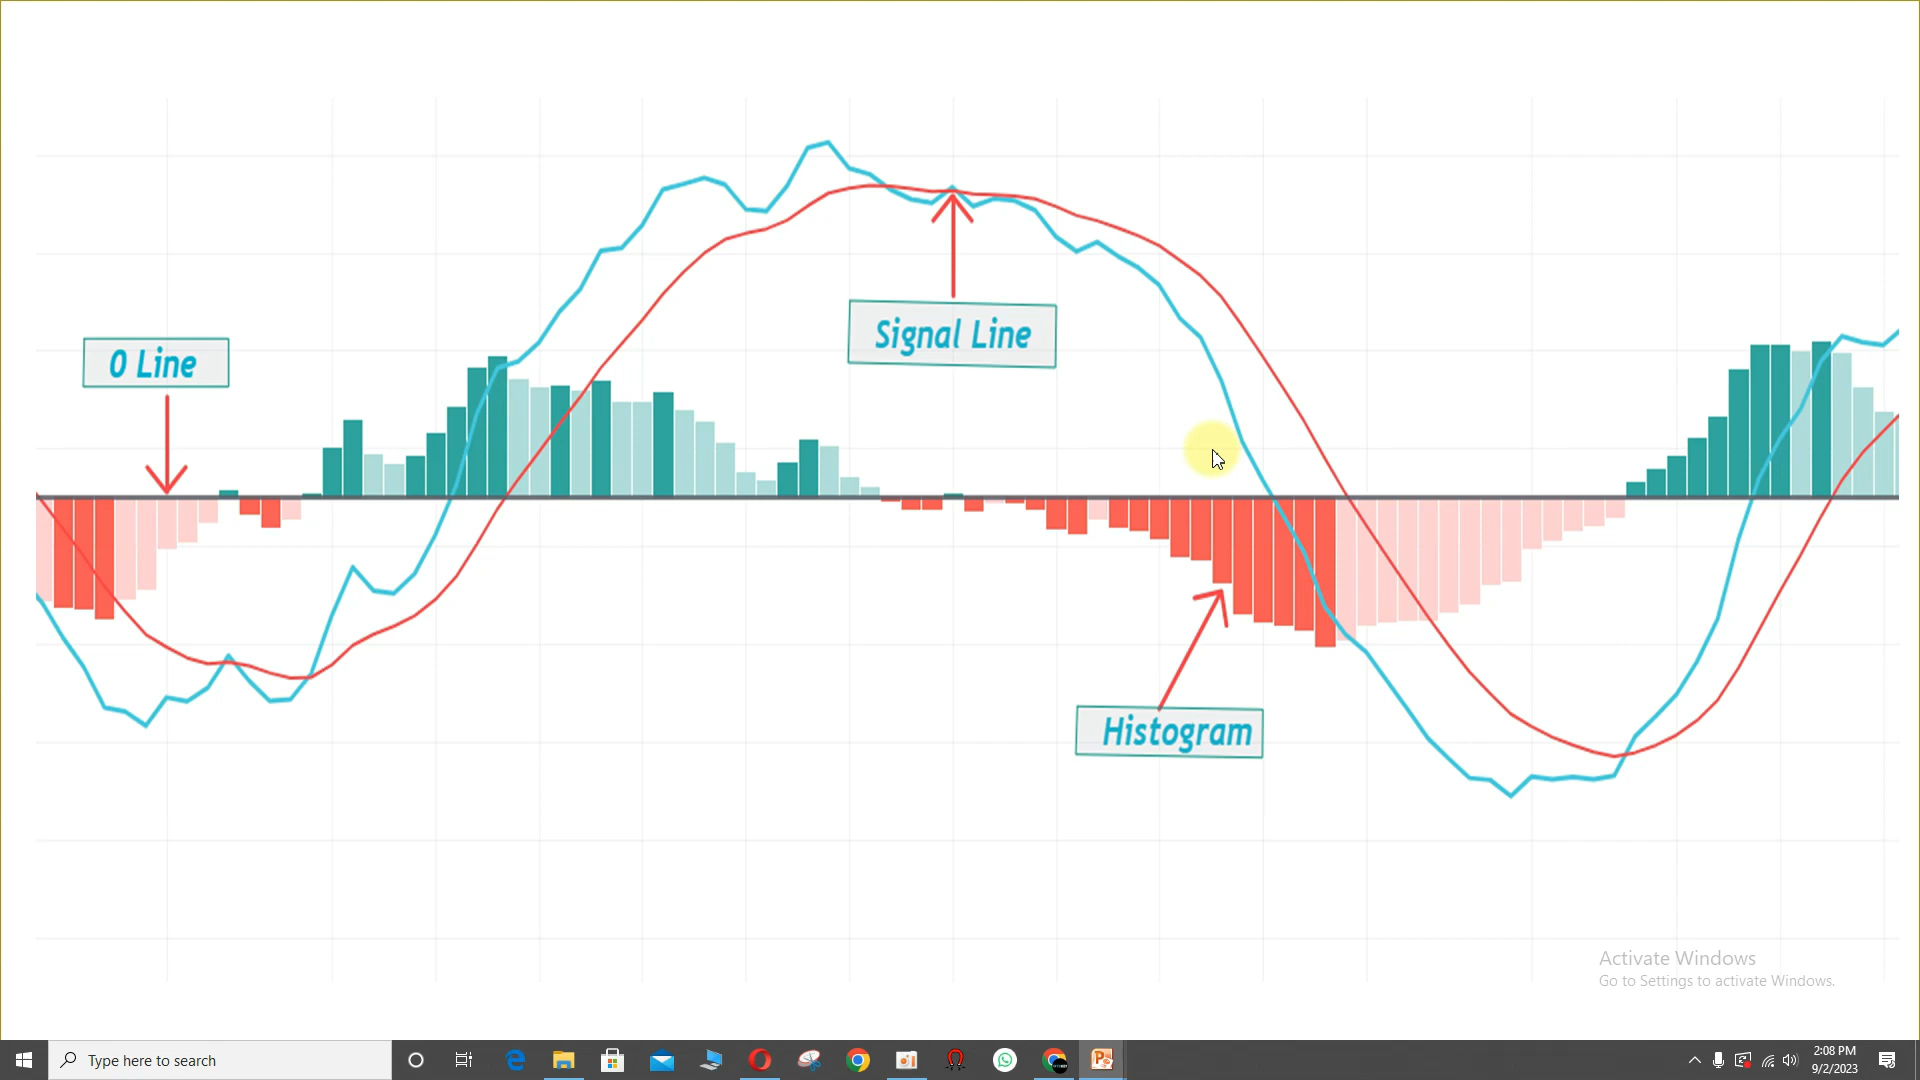 0 Line
Signal Line
Histogram
Activate Windows
Go to Settings to activate Windows.
Type here to search
2:08 PM
9/2/2023